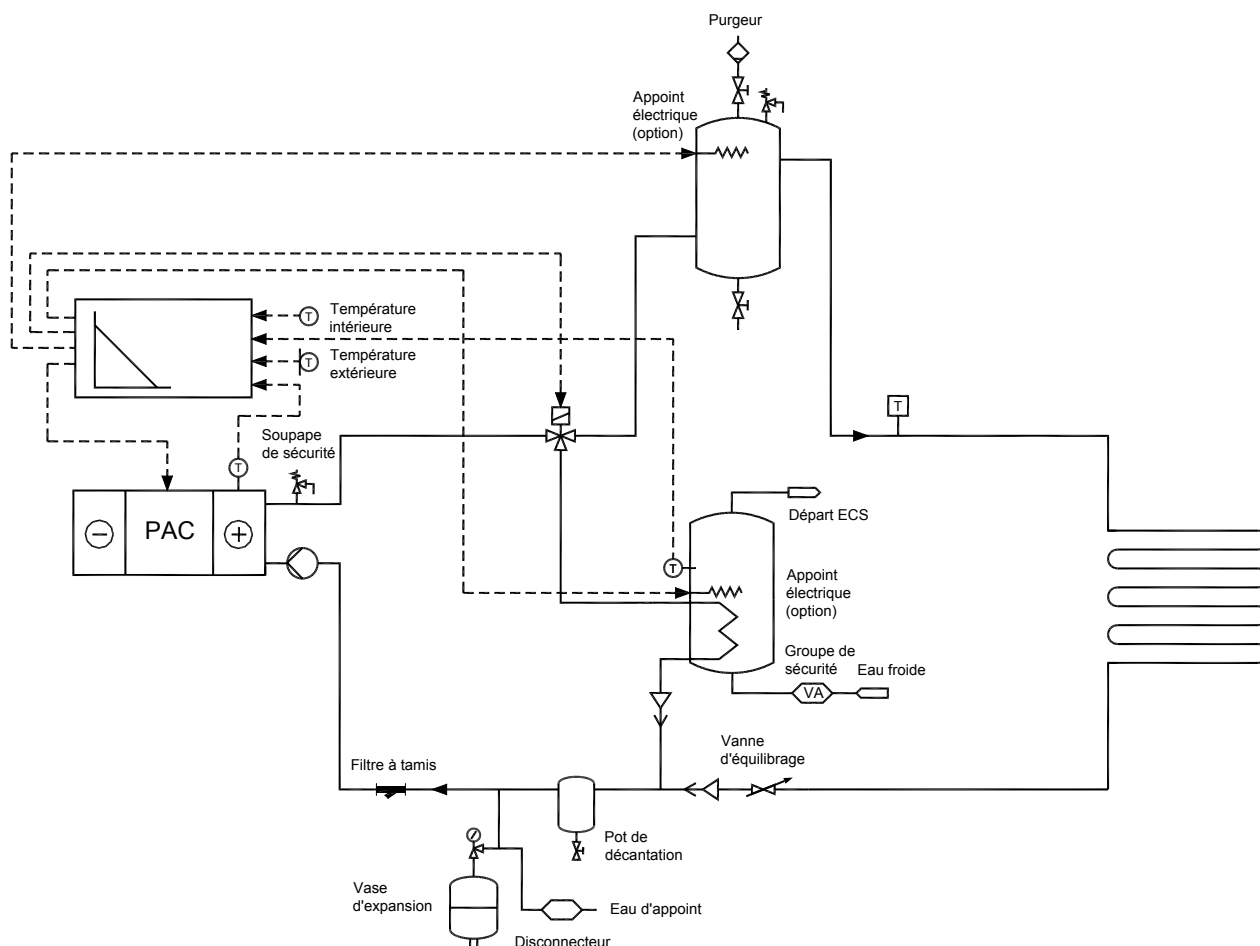 Purgeur
Appoint
électrique
(option)
T
Température
intérieure
T
Température
extérieure
T
Soupape
de sécurité
T
PAC
Départ ECS
T
Appoint
électrique
(option)
Groupe de
sécurité
Eau froide
VA
Vanne
d'équilibrage
Filtre à tamis
Pot de
décantation
Vase
d'expansion
Eau d'appoint
Disconnecteur